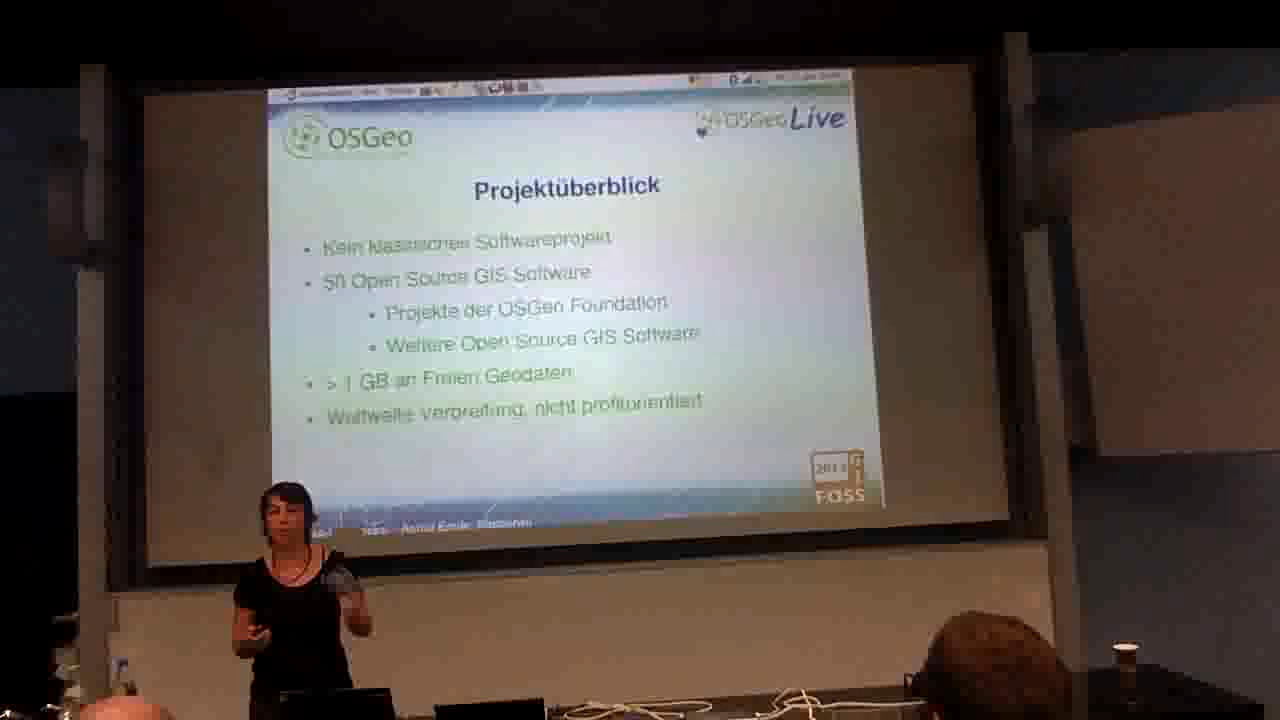 OSGeo
OSGeo Live
Projektüberblick
Kein klassisches Softwareprojekt
50 Open Source GIS Software
Projekte der OSGeo Foundation
Weitere Open Source GIS Software
> 1 GB an Freien Geodaten
Weltweite Verbreitung, nicht profitorientiert
FOSS